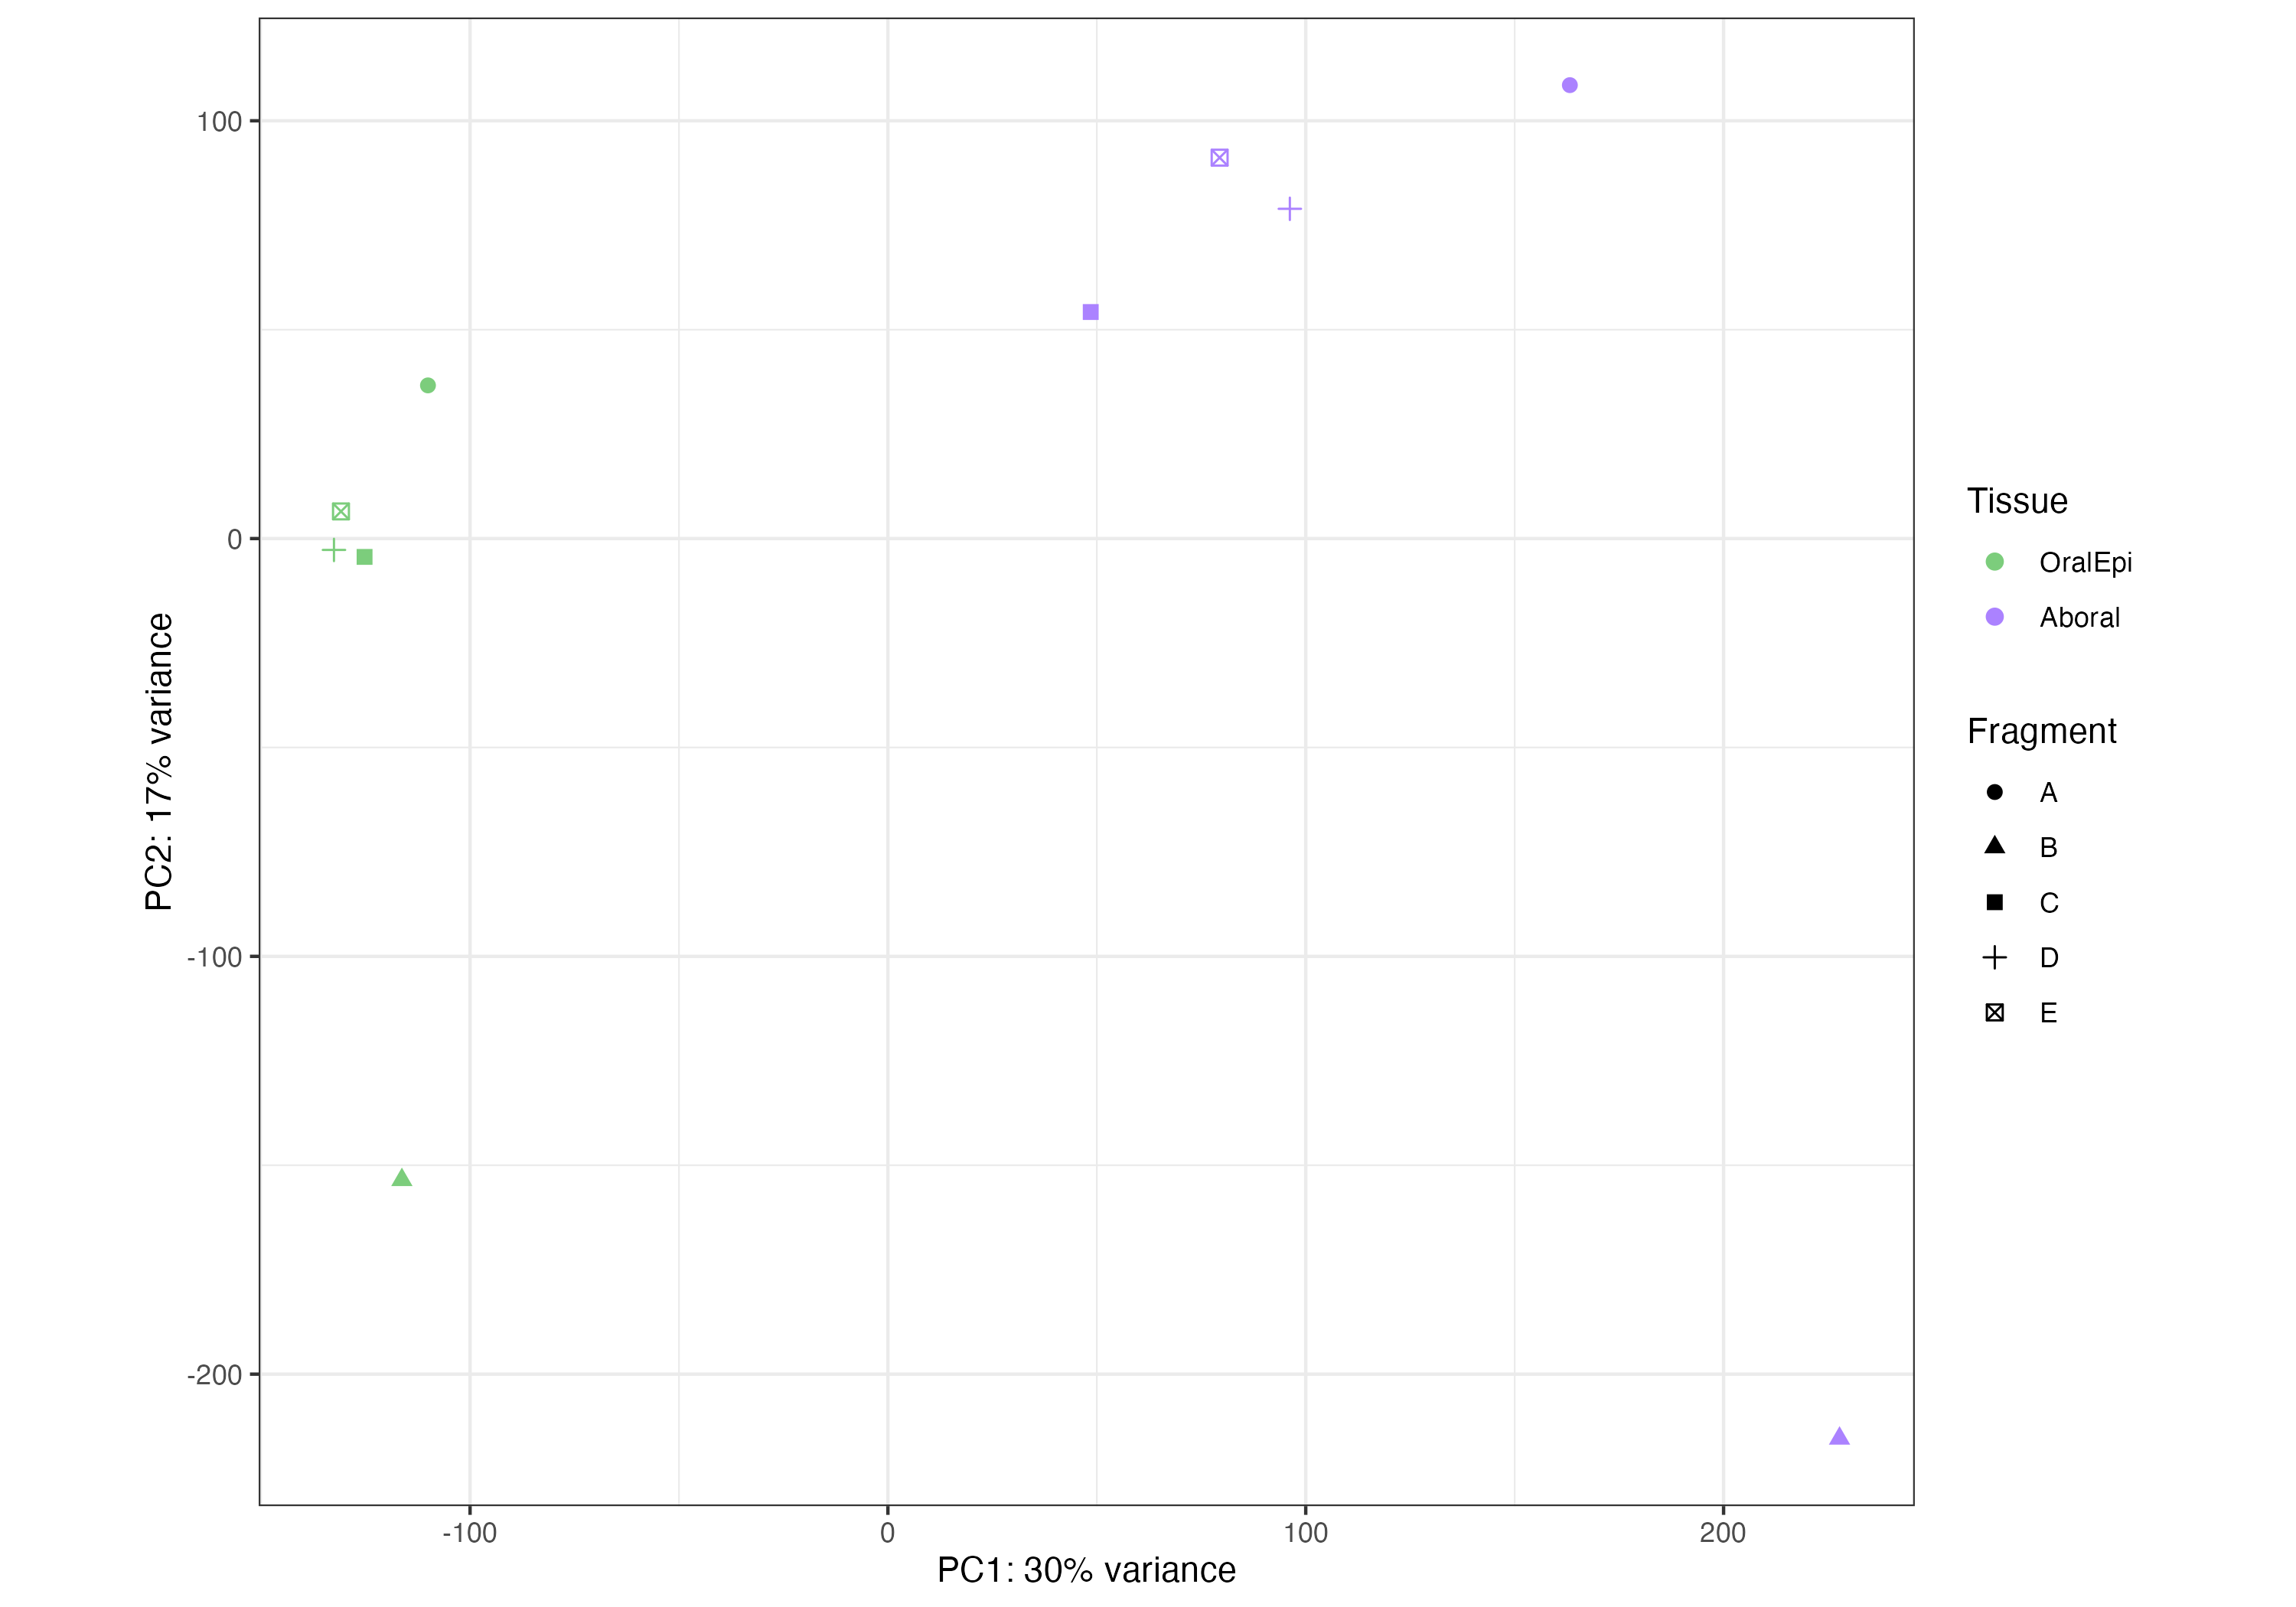 100
0
-100
-200
PC2: 17% variance
-100
0
100
200
PC1: 30% variance
Tissue
OralEpi
Aboral
Fragment
A
B
C
D
E